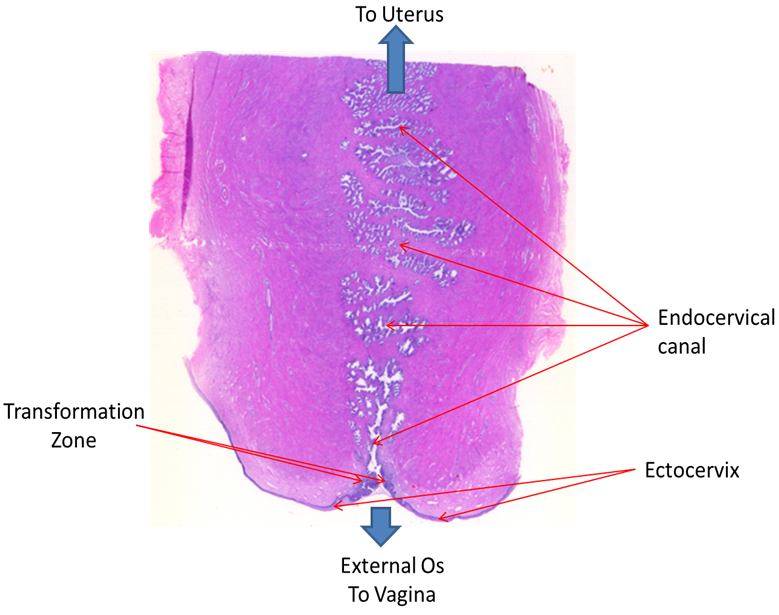 To Uterus
Endocervical
canal
Transformation
Zone
Ectocervix
External Os
To Vagina